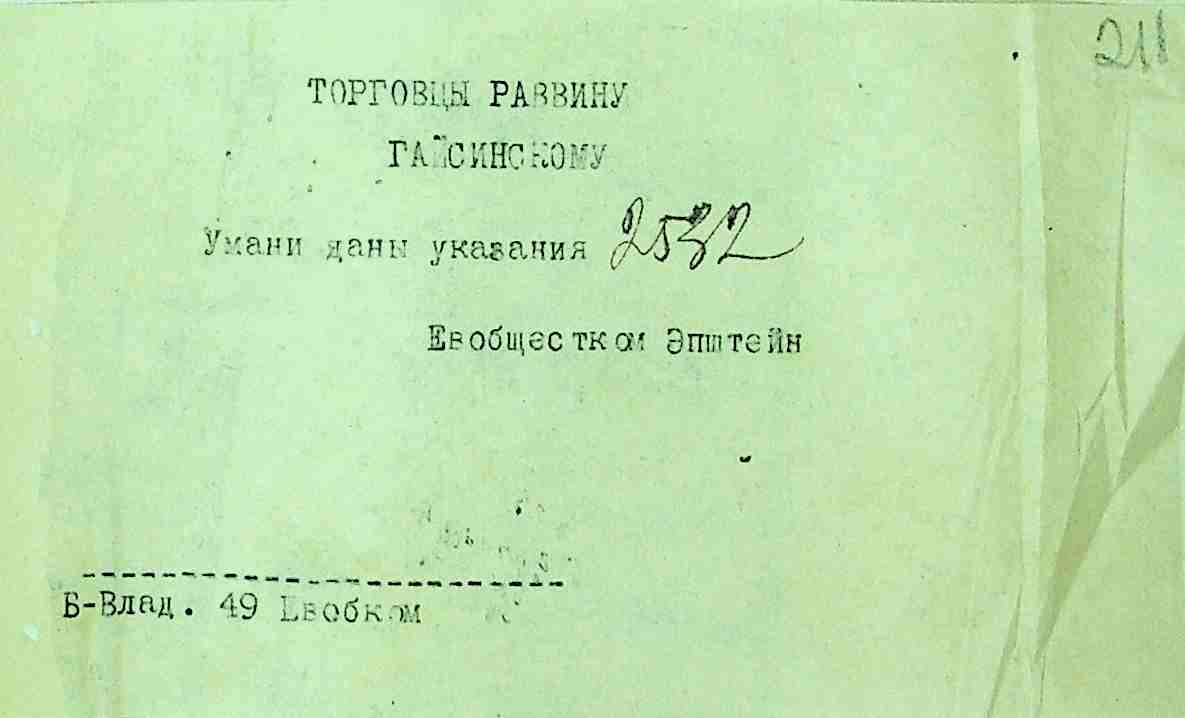 211
ТОРГОВЦЫ РАВВИНУ
ГАЙСИНСКОМУ
Умани даны указания 2532
Евобщестком Эпштейн
Б-Влад. 49 Евобком